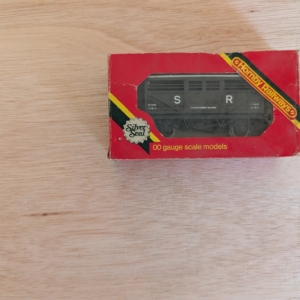 Hornby Railways
S R
Silver
Seal
00 gauge scale models